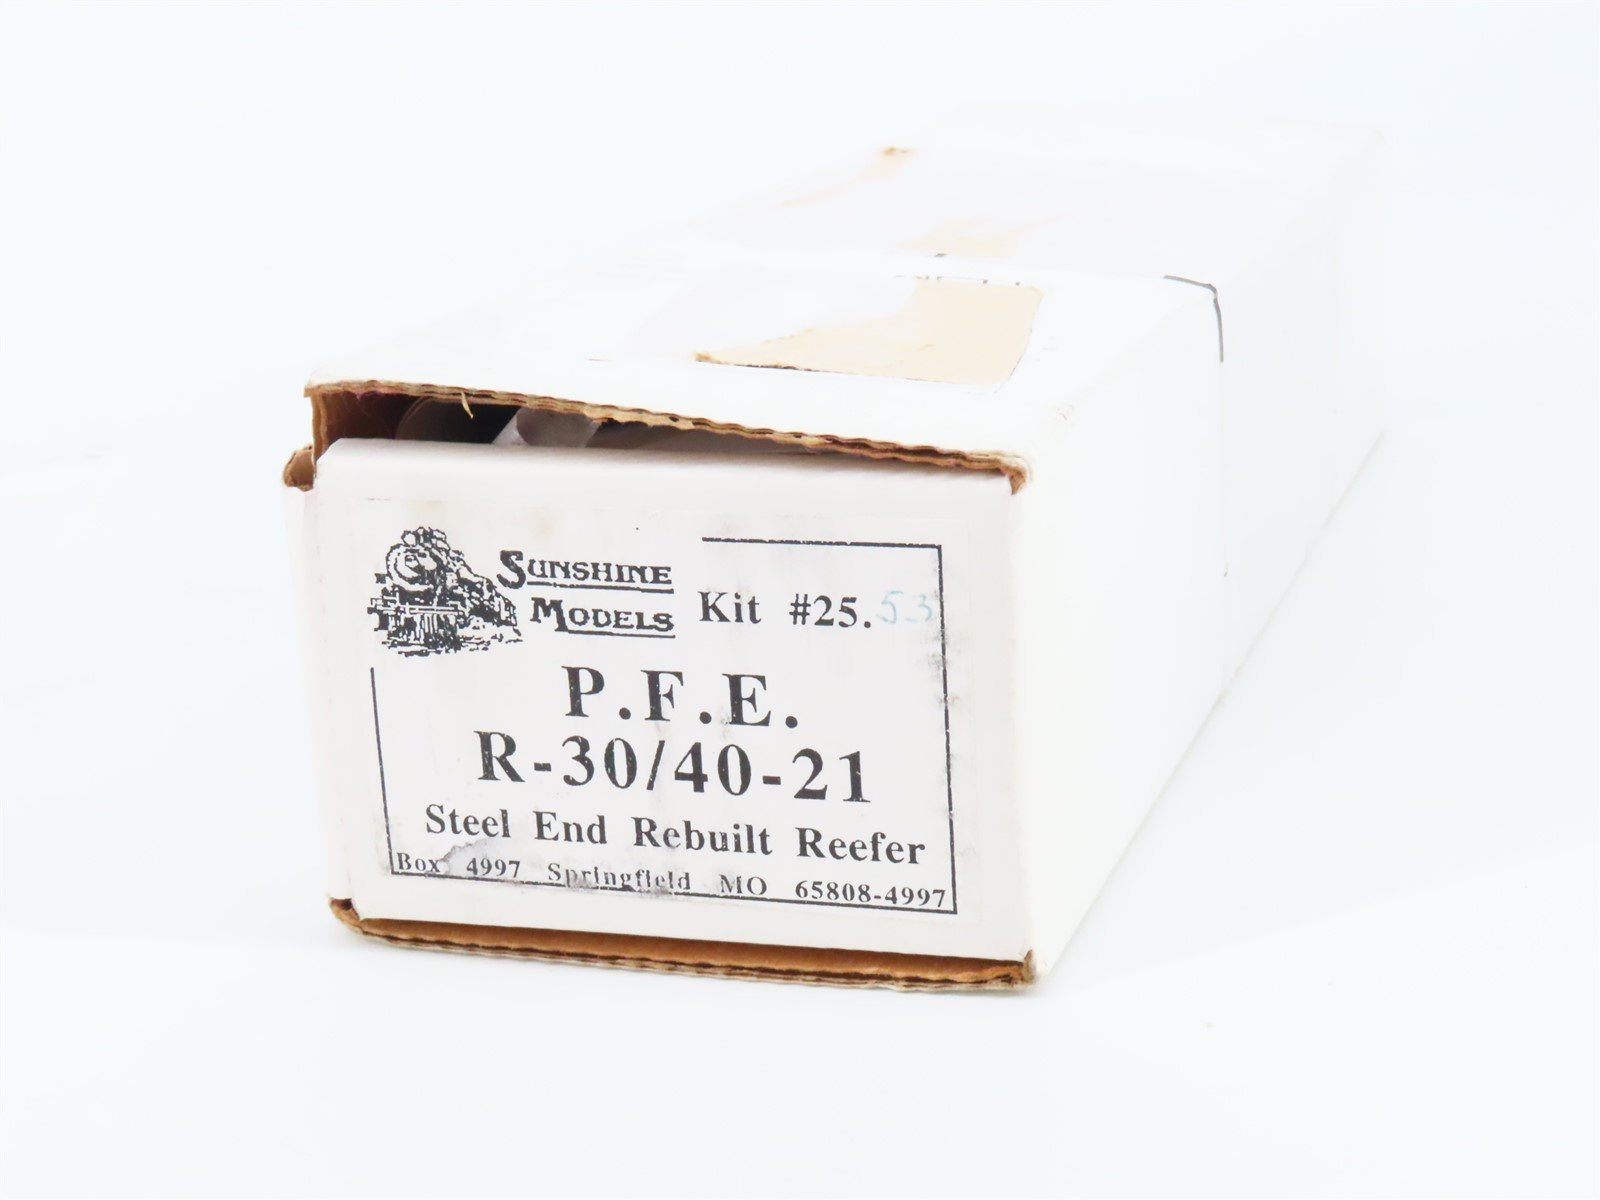 SUNSHINE
MODELS
Kit #25.53
P.F.E.
R-30/40-21
Steel End Rebuilt Reefer
Box 4997 Springfield MO 65808-4997